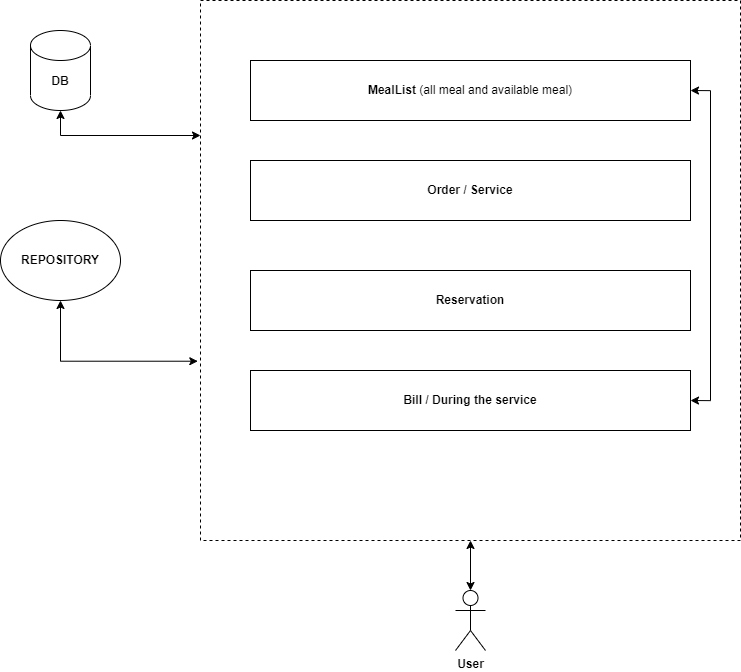 DB
MealList (all meal and available meal)
Order / Service
REPOSITORY
Reservation
Bill / During the service
User